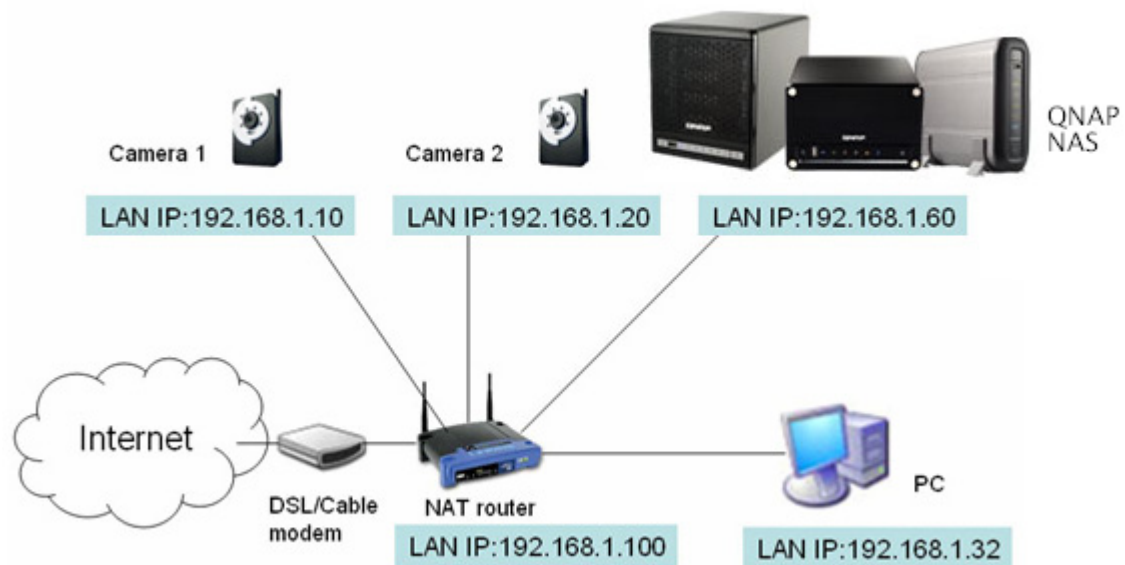 Camera 1
Camera 2
QNAP
NAS
LAN IP:192.168.1.10
LAN IP:192.168.1.20
LAN IP:192.168.1.60
Internet
DSL/Cable
modem
NAT router
PC
LAN IP:192.168.1.100
LAN IP:192.168.1.32